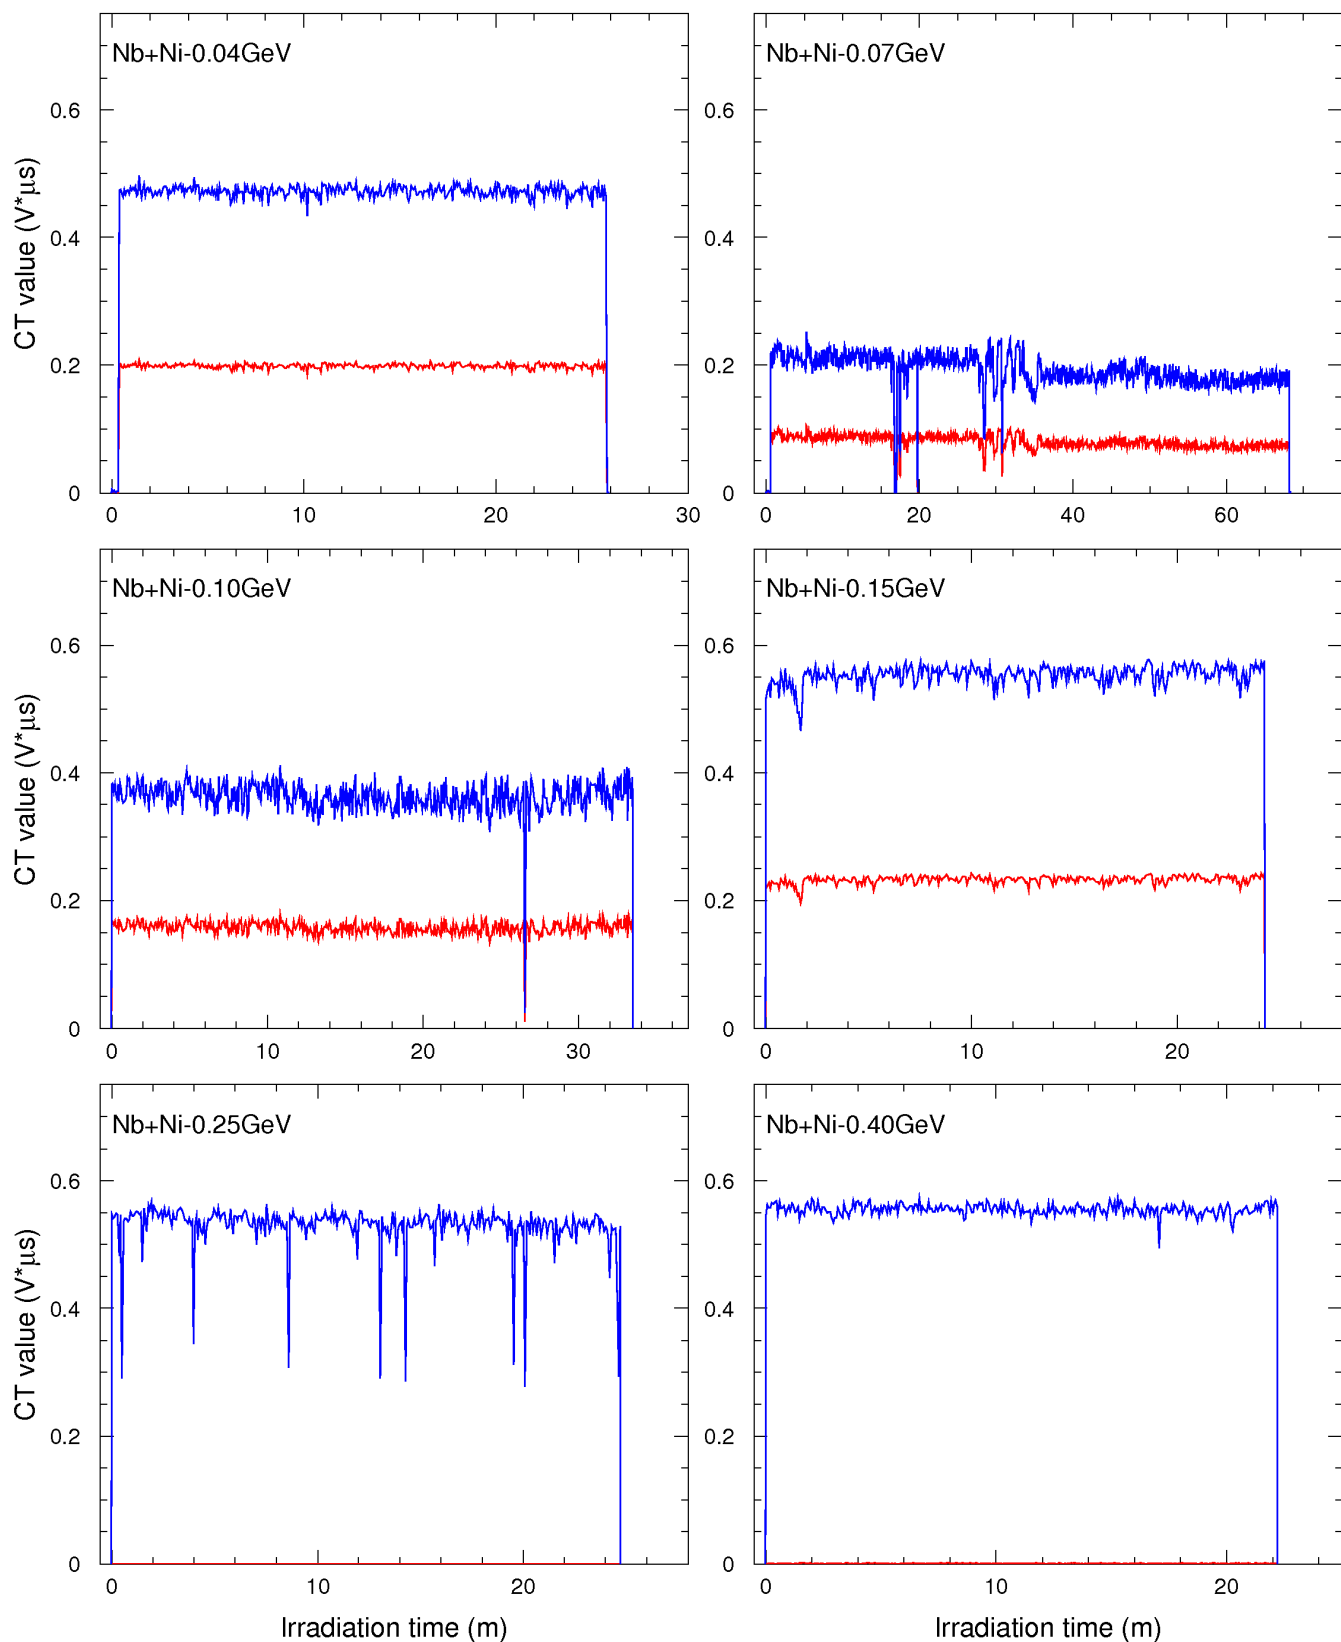 Nb+Ni-0.04GeV
Nb+Ni-0.07GeV
CT value (V*μs)
0.6
0.4
0.2
0
0 10 20 30
0.6
0.4
0.2
0
0 20 40 60
Nb+Ni-0.10GeV
Nb+Ni-0.15GeV
CT value (V*μs)
0.6
0.4
0.2
0
0 10 20 30
0.6
0.4
0.2
0
0 10 20
Nb+Ni-0.25GeV
Nb+Ni-0.40GeV
CT value (V*μs)
0.6
0.4
0.2
0
0 10 20
0.6
0.4
0.2
0
0 10 20
Irradiation time (m)
Irradiation time (m)